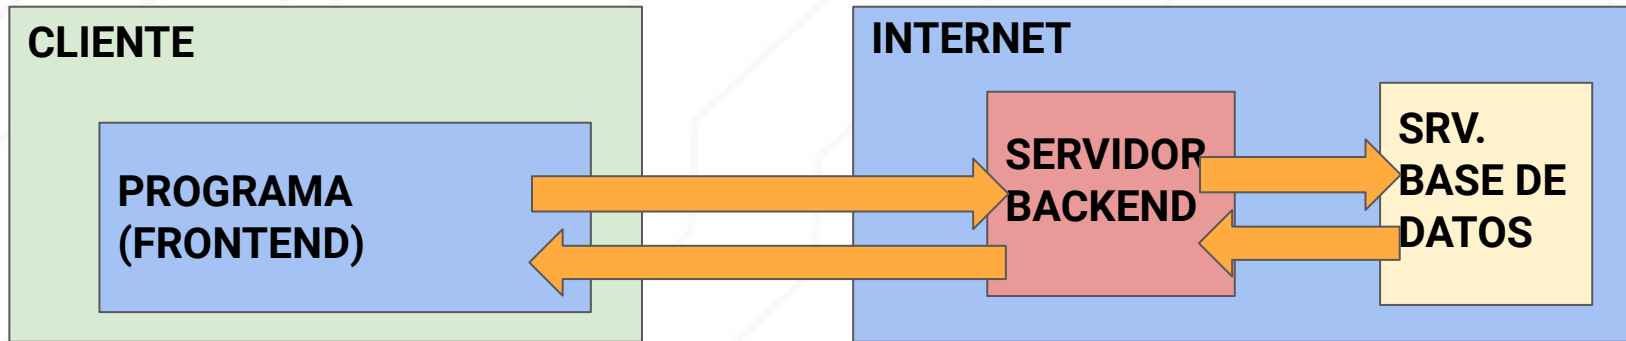 CLIENTE
PROGRAMA
(FRONTEND)
INTERNET
SERVIDOR
BACKEND
SRV.
BASE DE
DATOS